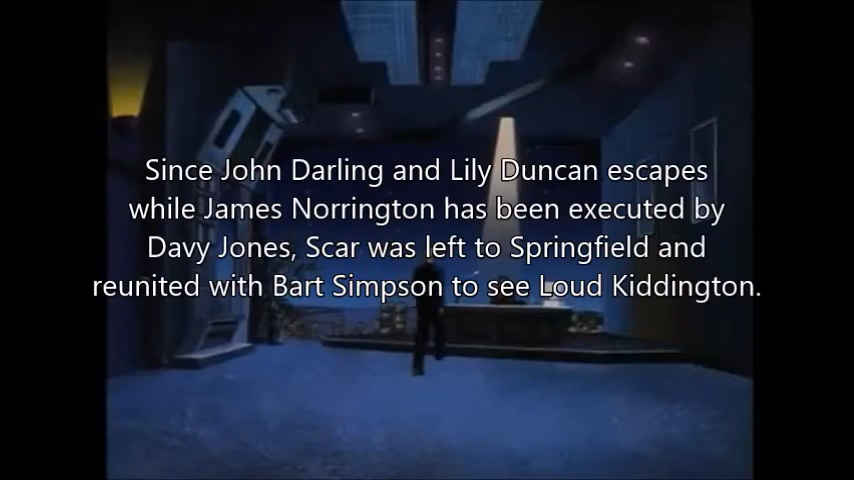 Since John Darling and Lily Duncan escapes
while James Norrington has been executed by
Davy Jones, Scar was left to Springfield and
reunited with Bart Simpson to see Loud Kiddington.